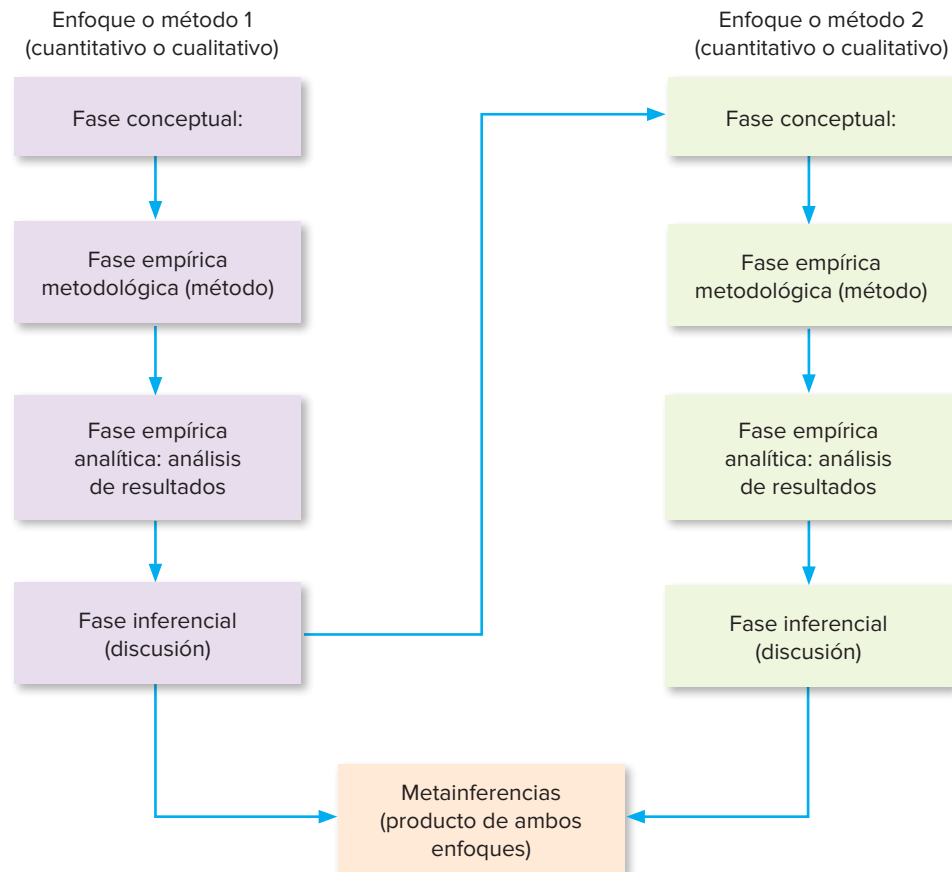 Enfoque o método 1
(cuantitativo o cualitativo)
Fase conceptual:
Fase empírica
metodológica (método)
Fase empírica
analítica: análisis
de resultados
Fase inferencial
(discusión)
Enfoque o método 2
(cuantitativo o cualitativo)
Fase conceptual:
Fase empírica
metodológica (método)
Fase empírica
analítica: análisis
de resultados
Fase inferencial
(discusión)
Metainferencias
(producto de ambos
enfoques)